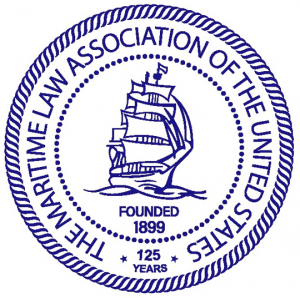 THE MARITIME LAW ASSOCIATION OF THE UNITED STATES
FOUNDED
1899
★ 125 ★
YEARS